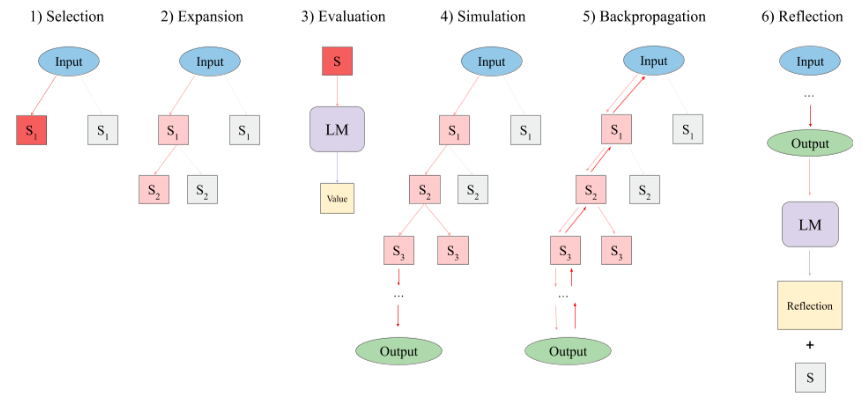 1) Selection
Input
S1
S1
2) Expansion
Input
S1
S1
S2
S2
3) Evaluation
S
LM
Value
4) Simulation
Input
S1
S1
S2
S2
S3
S3
...
Output
5) Backpropagation
Input
S1
S1
S2
S2
S3
S3
...
Output
6) Reflection
Input
...
Output
LM
Reflection
+
S